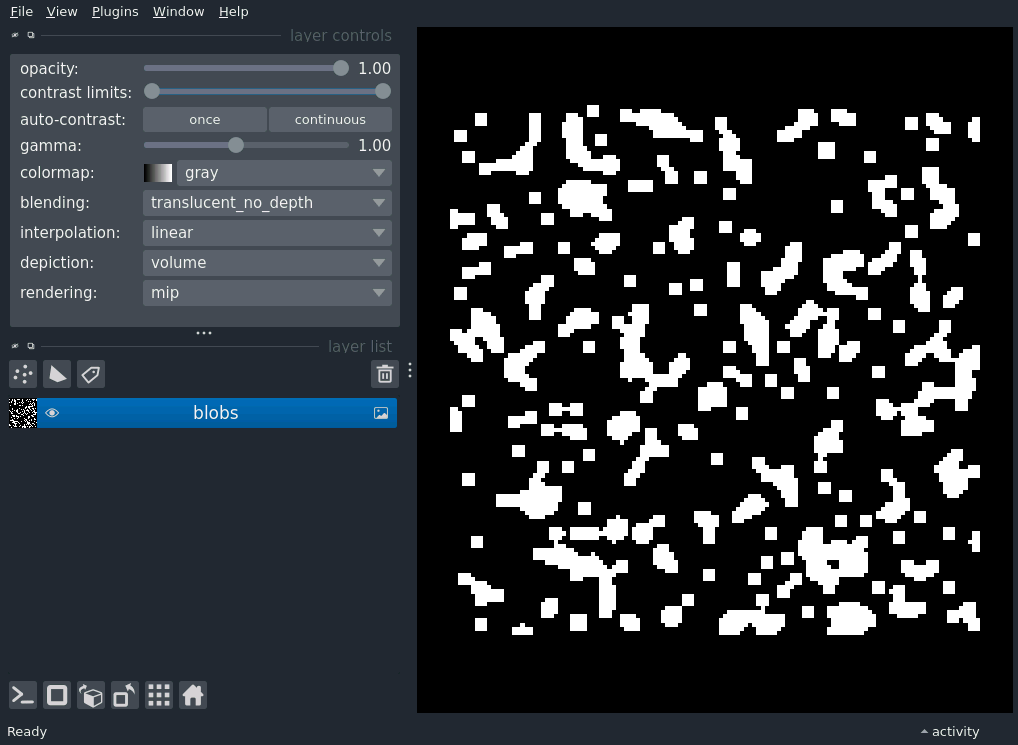 File View Plugins Window Help
layer controls
opacity: 1.00
contrast limits:
auto-contrast: once continuous
gamma: 1.00
colormap: gray
blending: translucent_no_depth
interpolation: linear
depiction: volume
rendering: mip
layer list
blobs
Ready activity